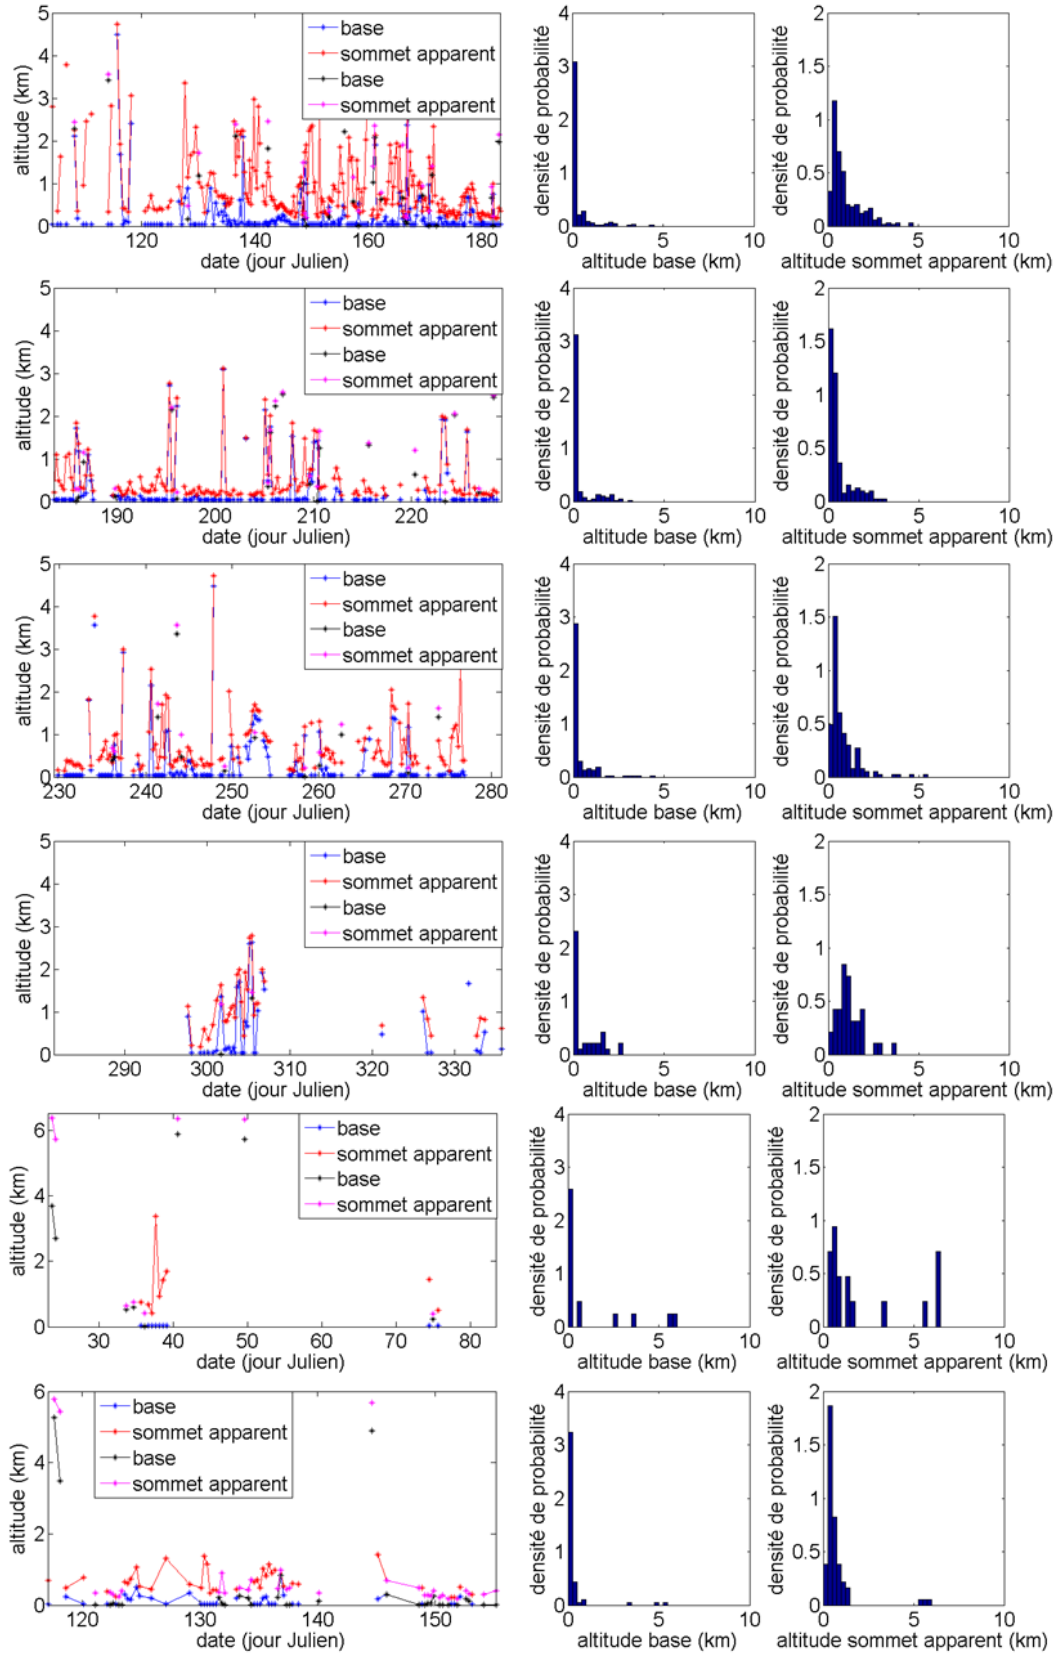 altitude (km)
5
4
3
2
1
0
120
140
160
180
date (jour Julien)
base
sommet apparent
base
sommet apparent
densité de probabilité
4
3
2
1
0
0
5
10
altitude base (km)
densité de probabilité
2
1.5
1
0.5
0
0
5
10
altitude sommet apparent (km)
altitude (km)
5
4
3
2
1
0
190
200
210
220
date (jour Julien)
base
sommet apparent
base
sommet apparent
densité de probabilité
4
3
2
1
0
0
5
10
altitude base (km)
densité de probabilité
2
1.5
1
0.5
0
0
5
10
altitude sommet apparent (km)
altitude (km)
5
4
3
2
1
0
230
240
250
260
270
280
date (jour Julien)
base
sommet apparent
base
sommet apparent
densité de probabilité
4
3
2
1
0
0
5
10
altitude base (km)
densité de probabilité
2
1.5
1
0.5
0
0
5
10
altitude sommet apparent (km)
altitude (km)
5
4
3
2
1
0
290
300
310
320
330
date (jour Julien)
base
sommet apparent
base
sommet apparent
densité de probabilité
4
3
2
1
0
0
5
10
altitude base (km)
densité de probabilité
2
1.5
1
0.5
0
0
5
10
altitude sommet apparent (km)
altitude (km)
6
4
2
0
30
40
50
60
70
80
date (jour Julien)
base
sommet apparent
base
sommet apparent
densité de probabilité
4
3
2
1
0
0
5
10
altitude base (km)
densité de probabilité
2
1.5
1
0.5
0
0
5
10
altitude sommet apparent (km)
altitude (km)
6
4
2
0
120
130
140
150
date (jour Julien)
base
sommet apparent
base
sommet apparent
densité de probabilité
4
3
2
1
0
0
5
10
altitude base (km)
densité de probabilité
2
1.5
1
0.5
0
0
5
10
altitude sommet apparent (km)